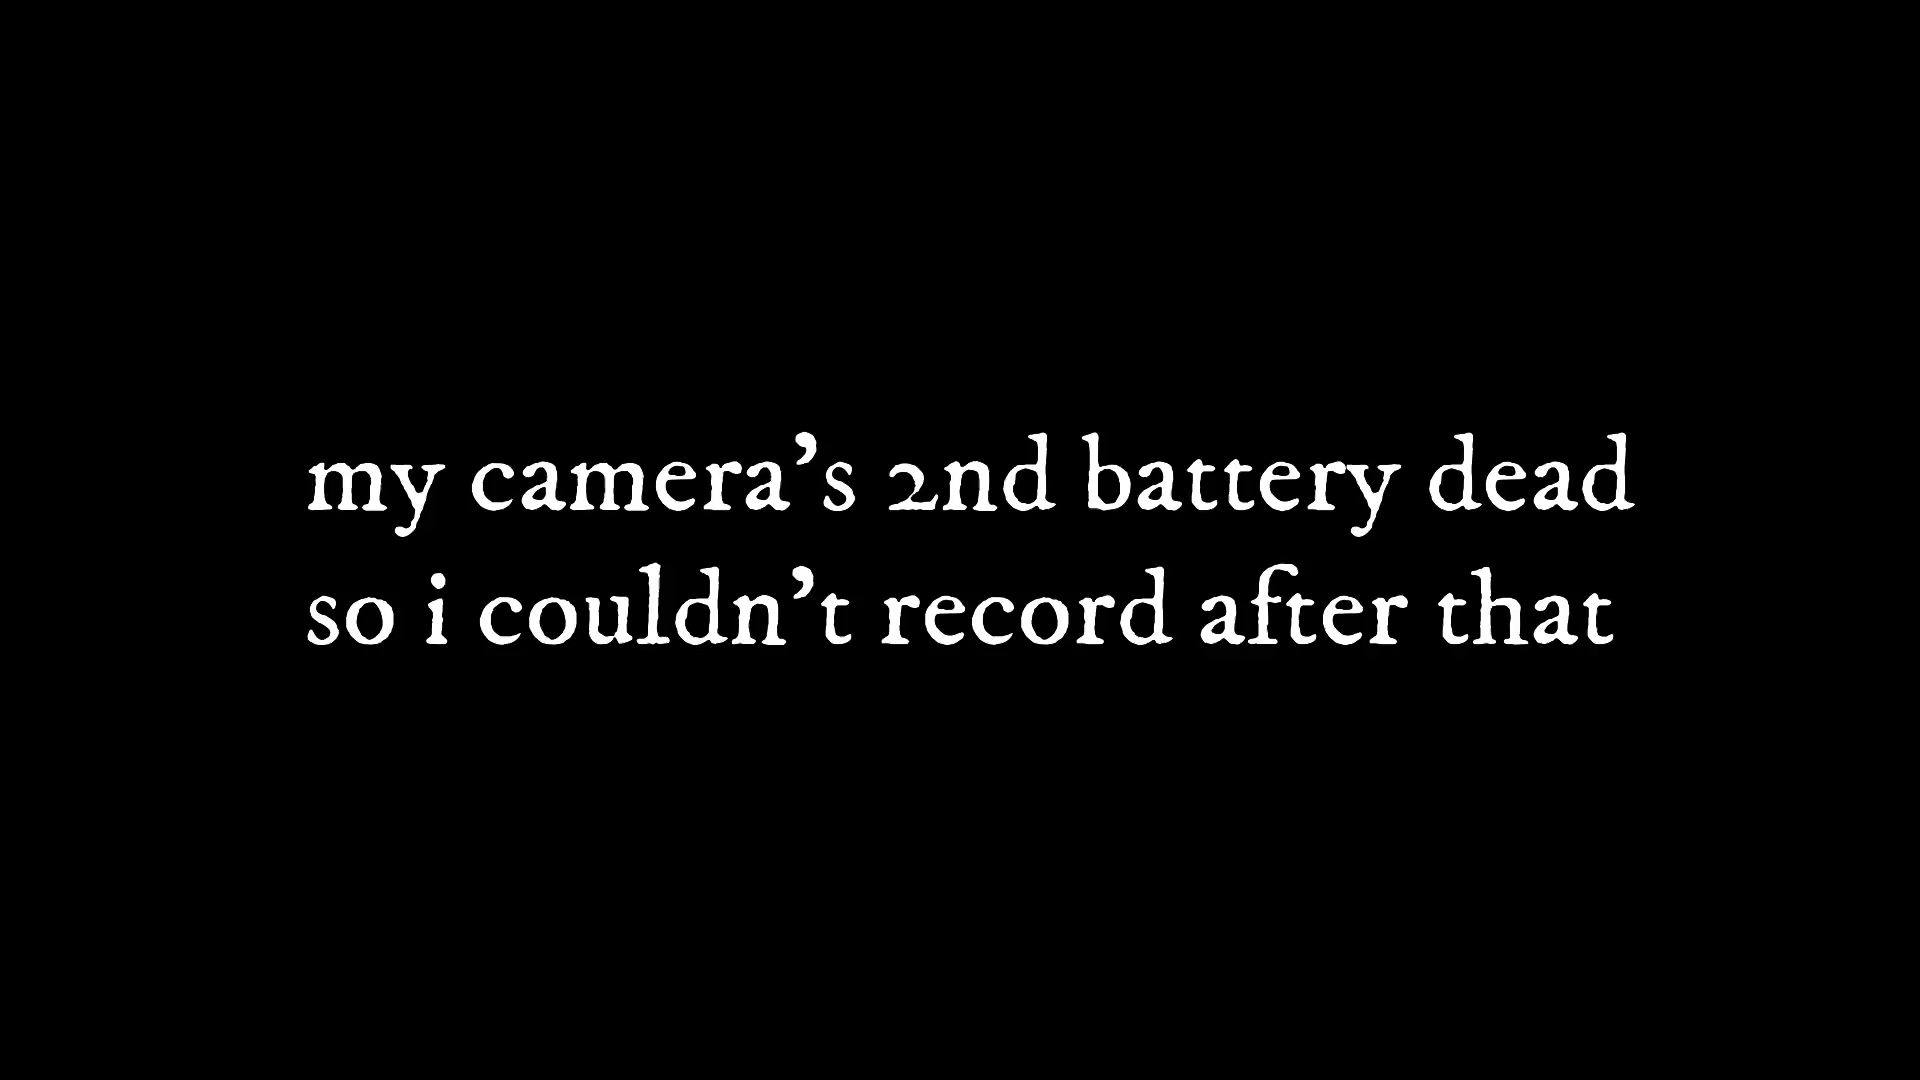 my camera’s 2nd battery dead
so i couldn’t record after that